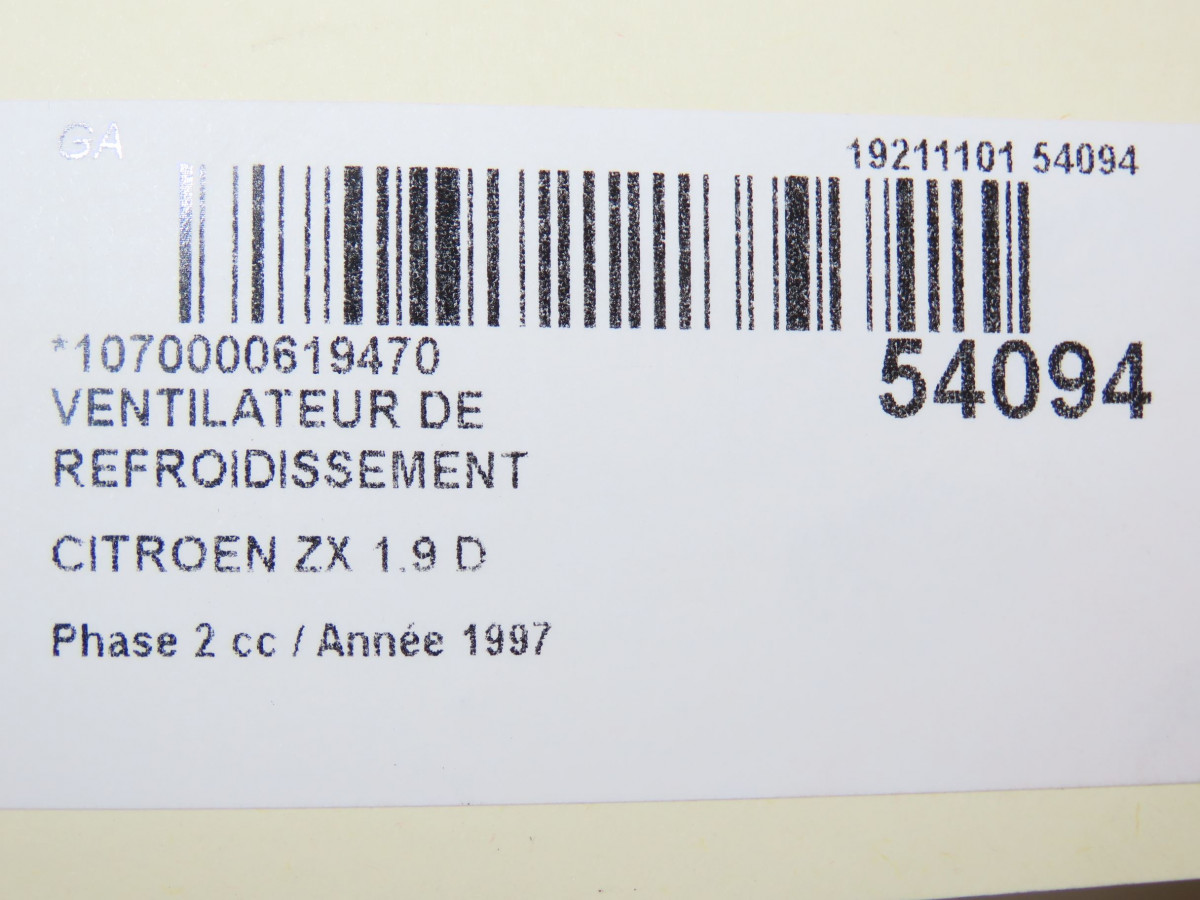 GA
19211101 54094
*1070000619470
54094
VENTILATEUR DE
REFROIDISSEMENT
CITROEN ZX 1.9 D
Phase 2 cc / Année 1997